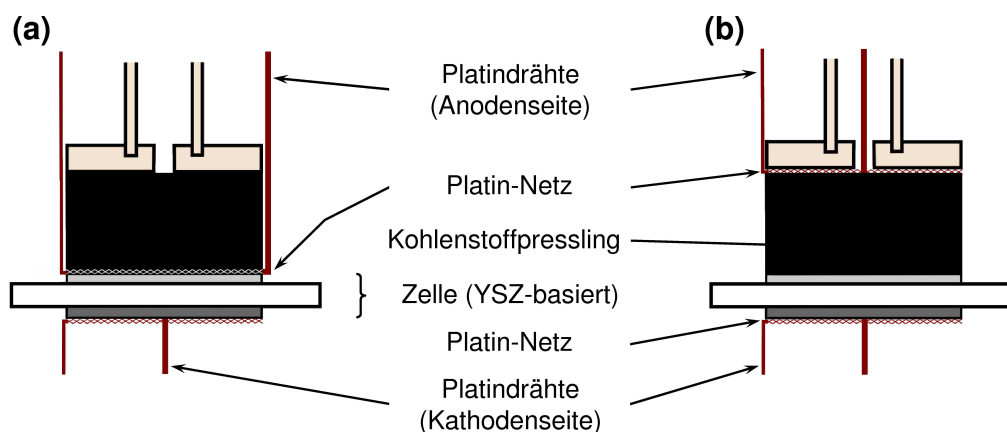 (a)
(b)
Platindrähte
(Anodenseite)
Platin-Netz
Kohlenstoffpressling
Zelle (YSZ-basiert)
Platin-Netz
Platindrähte
(Kathodenseite)